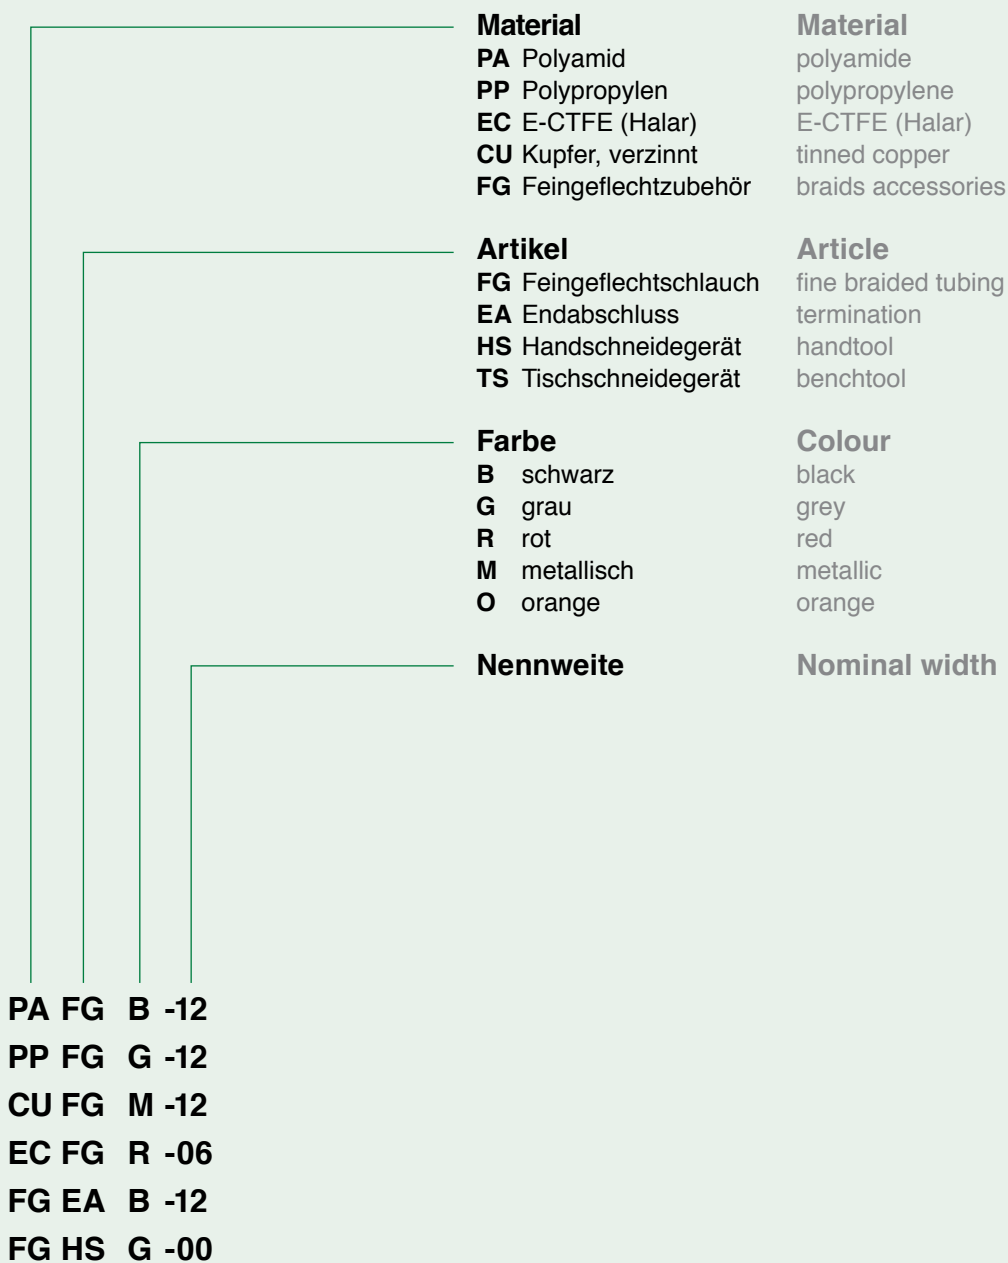 Material Material
PA Polyamid polyamide
PP Polypropylen polypropylene
EC E-CTFE (Halar) E-CTFE (Halar)
CU Kupfer, verzinnt tinned copper
FG Feingeflechtzubehör braids accessories
Artikel Article
FG Feingeflechtschlauch fine braided tubing
EA Endabschluss termination
HS Handschneidegerät handtool
TS Tischschneidegerät benchtool
Farbe Colour
B schwarz black
G grau grey
R rot red
M metallisch metallic
O orange orange
Nennweite Nominal width
PA FG B -12
PP FG G -12
CU FG M -12
EC FG R -06
FG EA B -12
FG HS G -00